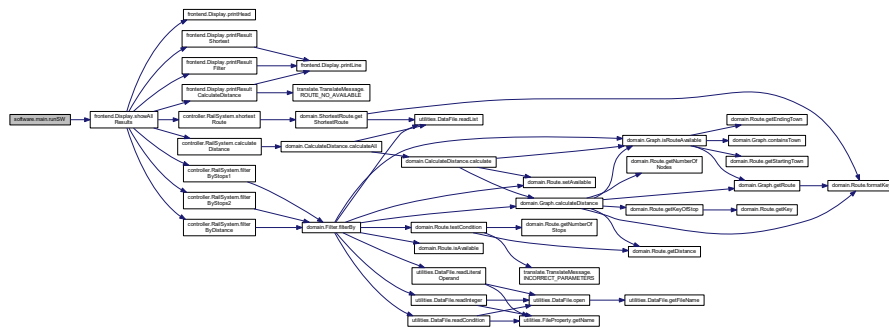 frontend.Display.printHead
frontend.Display.printResult
Shortest
frontend.Display.printResult
Filter
frontend.Display.printLine
frontend.Display.printResult
CalculateDistance
translate.TranslateMessage.
ROUTE_NO_AVAILABLE
software.main.runSW
frontend.Display.showAll
Results
controller.RailSystem.shortest
Route
domain.ShortestRoute.get
ShortestRoute
utilities.DataFile.readList
controller.RailSystem.calculate
Distance
domain.CalculateDistance.calculateAll
domain.CalculateDistance.calculate
controller.RailSystem.filter
ByStops1
controller.RailSystem.filter
ByStops2
controller.RailSystem.filter
ByDistance
domain.Filter.filterBy
domain.Route.setAvailable
domain.Graph.calculateDistance
domain.Graph.isRouteAvailable
domain.Route.getEndingTown
domain.Graph.containsTown
domain.Route.getStartingTown
domain.Route.getNumberOf
Nodes
domain.Graph.getRoute
domain.Route.formatKey
domain.Route.getKeyOfStop
domain.Route.getKey
domain.Route.testCondition
domain.Route.getNumberOf
Stops
domain.Route.getDistance
domain.Route.isAvailable
translate.TranslateMessage.
INCORRECT_PARAMETERS
utilities.DataFile.readLiteral
Operand
utilities.DataFile.readInteger
utilities.DataFile.open
utilities.DataFile.getFileName
utilities.DataFile.readCondition
utilities.FileProperty.getName